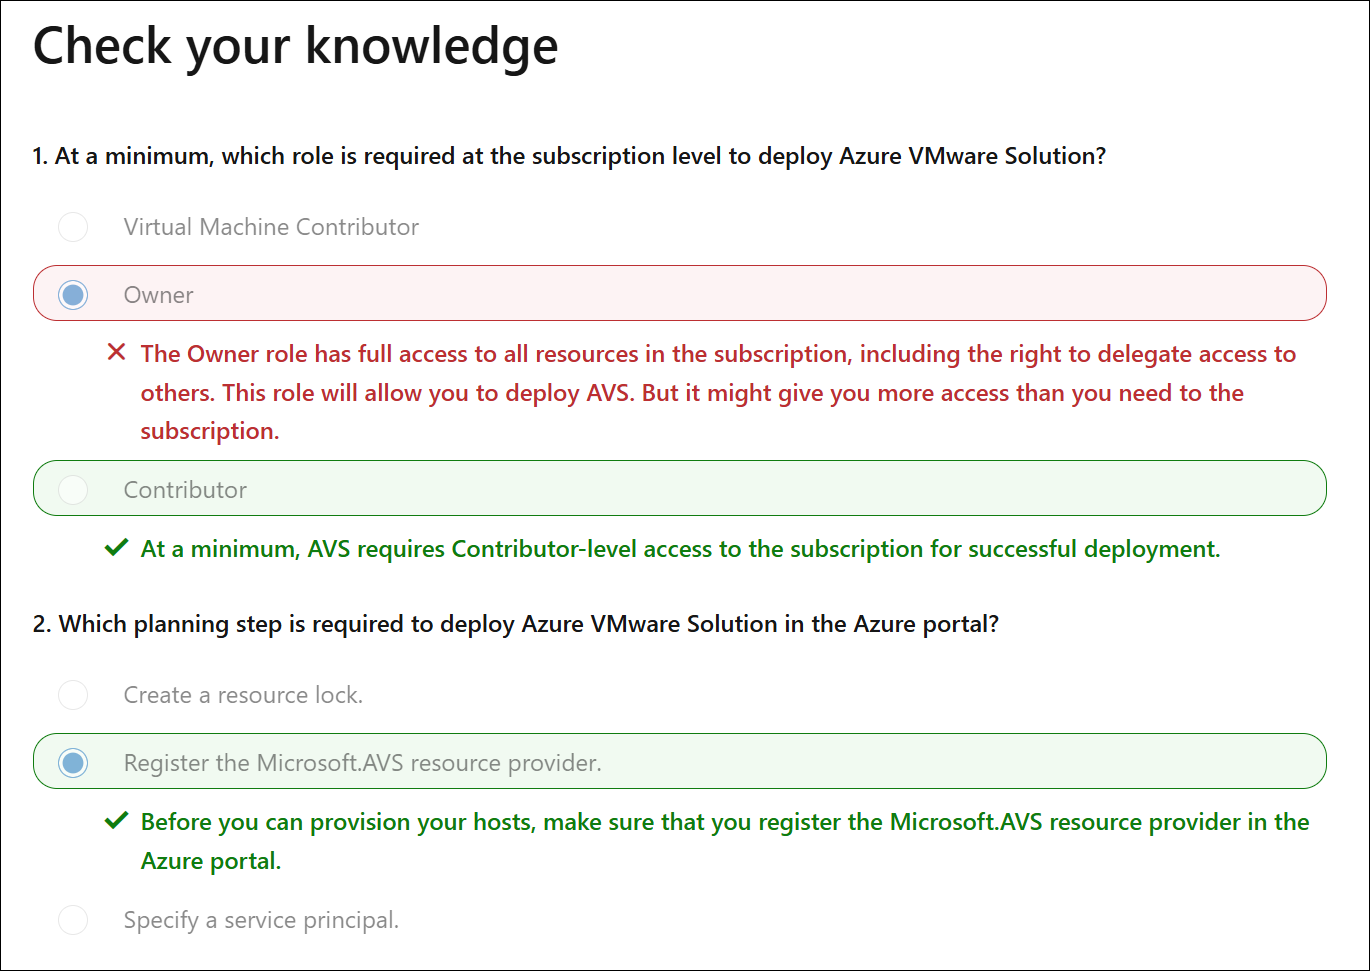 Check your knowledge
1. At a minimum, which role is required at the subscription level to deploy Azure VMware Solution?
Virtual Machine Contributor
Owner
The Owner role has full access to all resources in the subscription, including the right to delegate access to
others. This role will allow you to deploy AVS. But it might give you more access than you need to the
subscription.
Contributor
At a minimum, AVS requires Contributor-level access to the subscription for successful deployment.
2. Which planning step is required to deploy Azure VMware Solution in the Azure portal?
Create a resource lock.
Register the Microsoft.AVS resource provider.
Before you can provision your hosts, make sure that you register the Microsoft.AVS resource provider in the
Azure portal.
Specify a service principal.